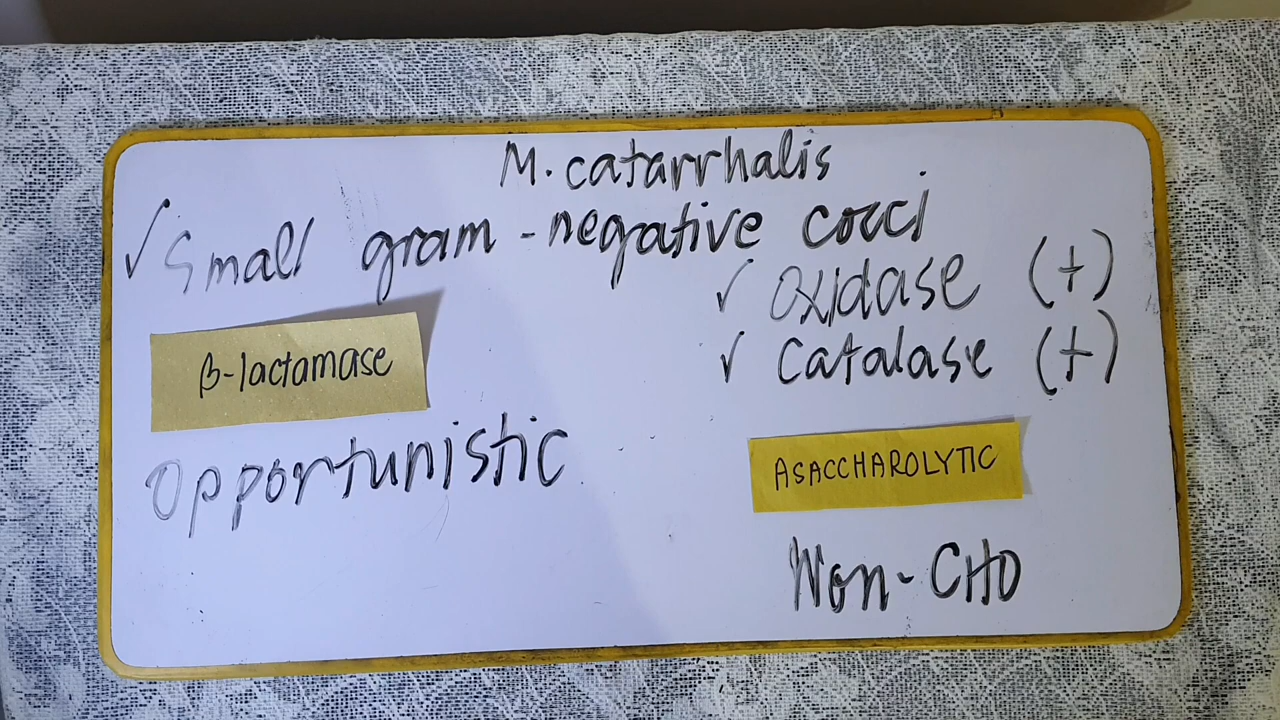 M. catarrhalis
✓ Small gram-negative cocci
✓ Oxidase (+)
✓ Catalase (+)
β-lactamase
Opportunistic
ASACCHAROLYTIC
Non-CHO